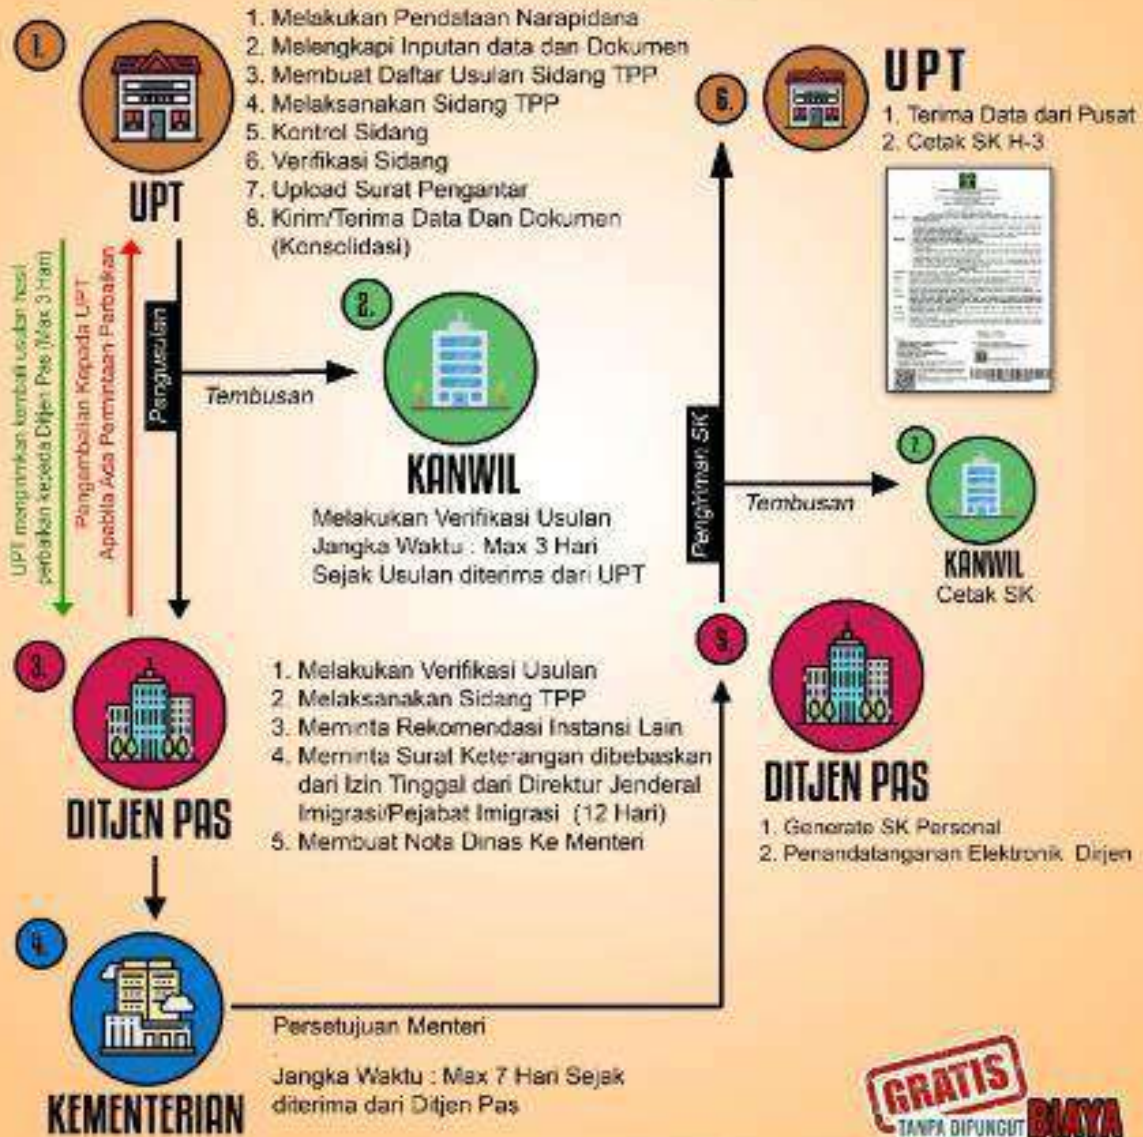 1.
UPT
1. Melakukan Pendataan Narapidana
2. Melengkapi Inputan data dan Dokumen
3. Membuat Daftar Usulan Sidang TPP
4. Melaksanakan Sidang TPP
5. Kontrol Sidang
6. Verifikasi Sidang
7. Upload Surat Pengantar
8. Kirim/Terima Data Dan Dokumen
(Konsolidasi)
UPT mengirimkan kembali usulan hasil
perbaikan kepada Ditjen Pas (Max 3 Hari)
Pengambalian Kepada UPT
Apabila Ada Permintaan Perbaikan
Pengusulan
Tembusan
2.
KANWIL
Melakukan Verifikasi Usulan
Jangka Waktu : Max 3 Hari
Sejak Usulan diterima dari UPT
3.
DITJEN PAS
1. Melakukan Verifikasi Usulan
2. Melaksanakan Sidang TPP
3. Meminta Rekomendasi Instansi Lain
4. Meminta Surat Keterangan dibebaskan
dari Izin Tinggal dari Direktur Jenderal
Imigrasi/Pejabat Imigrasi (12 Hari)
5. Membuat Nota Dinas Ke Menteri
4.
KEMENTERIAN
Persetujuan Menteri
Jangka Waktu : Max 7 Hari Sejak
diterima dari Ditjen Pas
5.
DITJEN PAS
1. Generate SK Personal
2. Penandatanganan Elektronik Dirjen
Pengiriman SK
Tembusan
6.
UPT
1. Terima Data dari Pusat
2. Cetak SK H-3
7.
KANWIL
Cetak SK
GRATIS
TANPA DIPUNGUT BIAYA